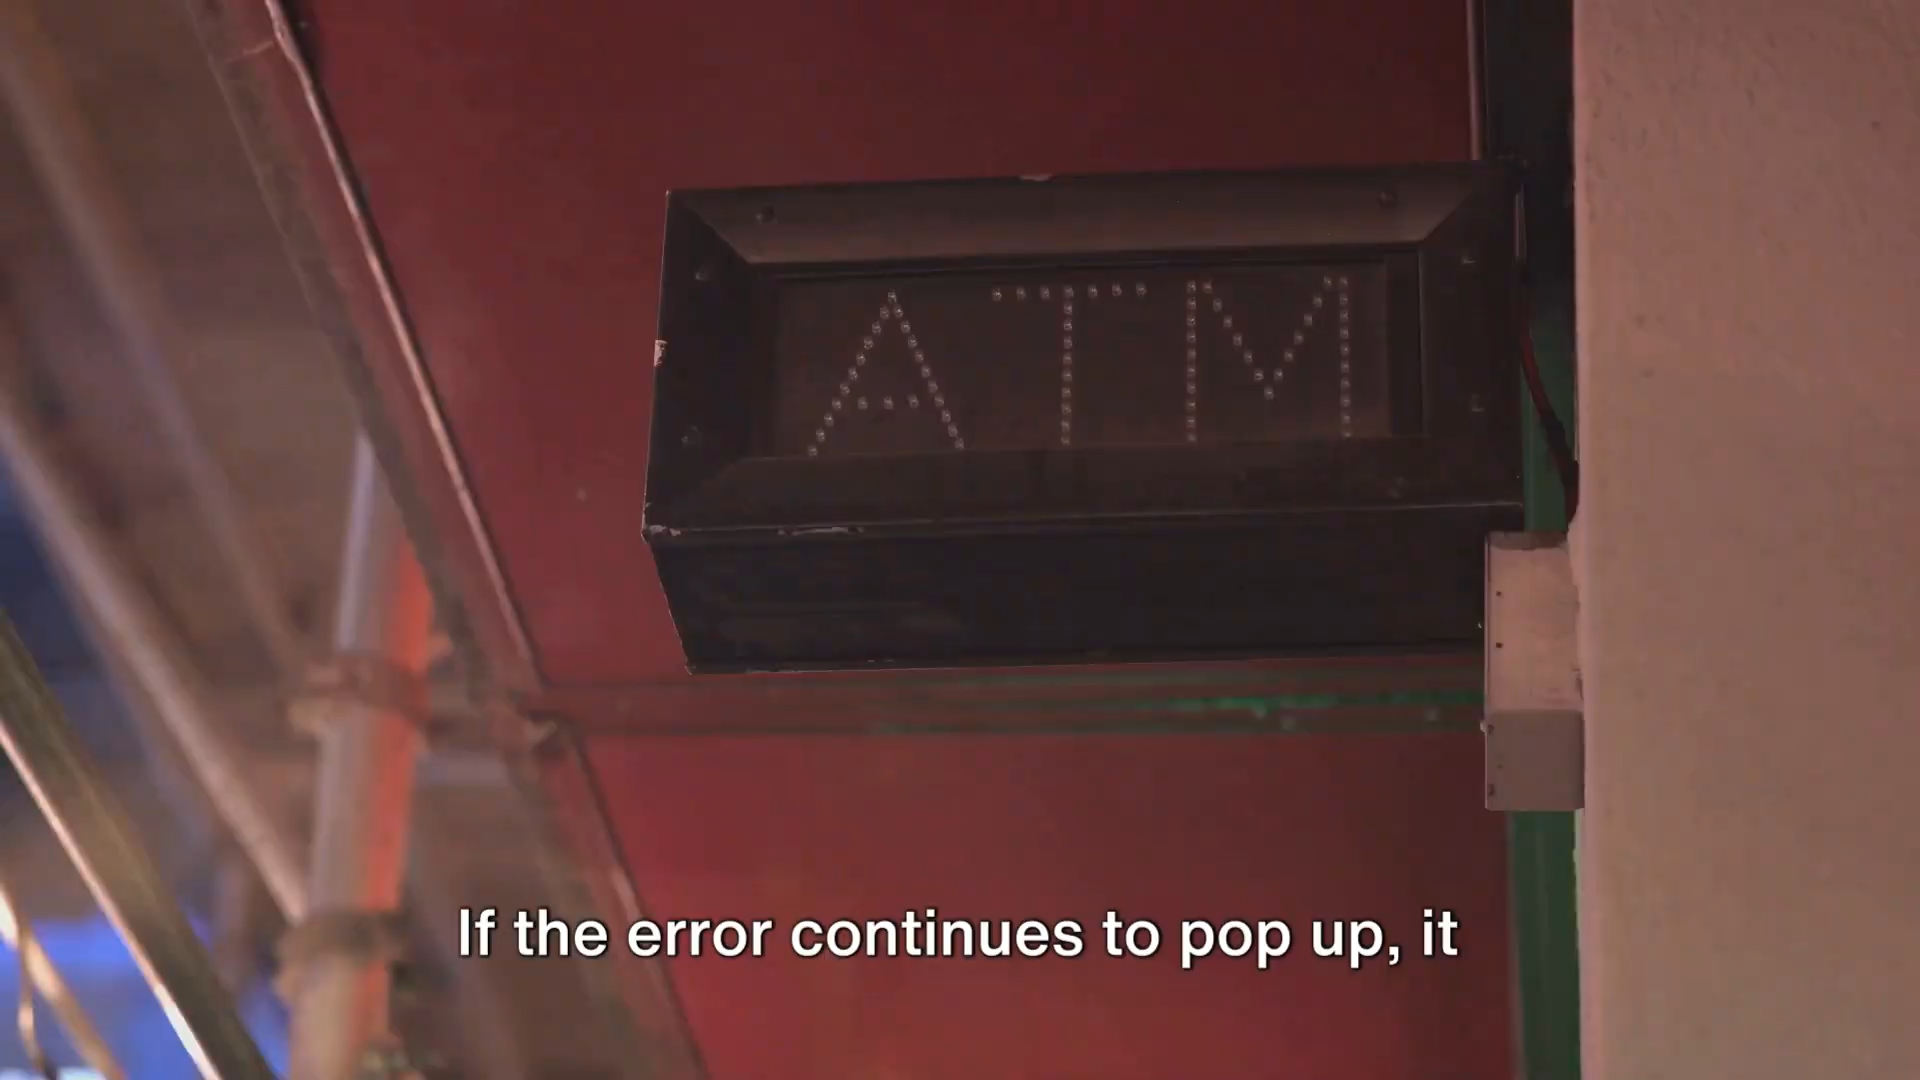 ATM
If the error continues to pop up, it